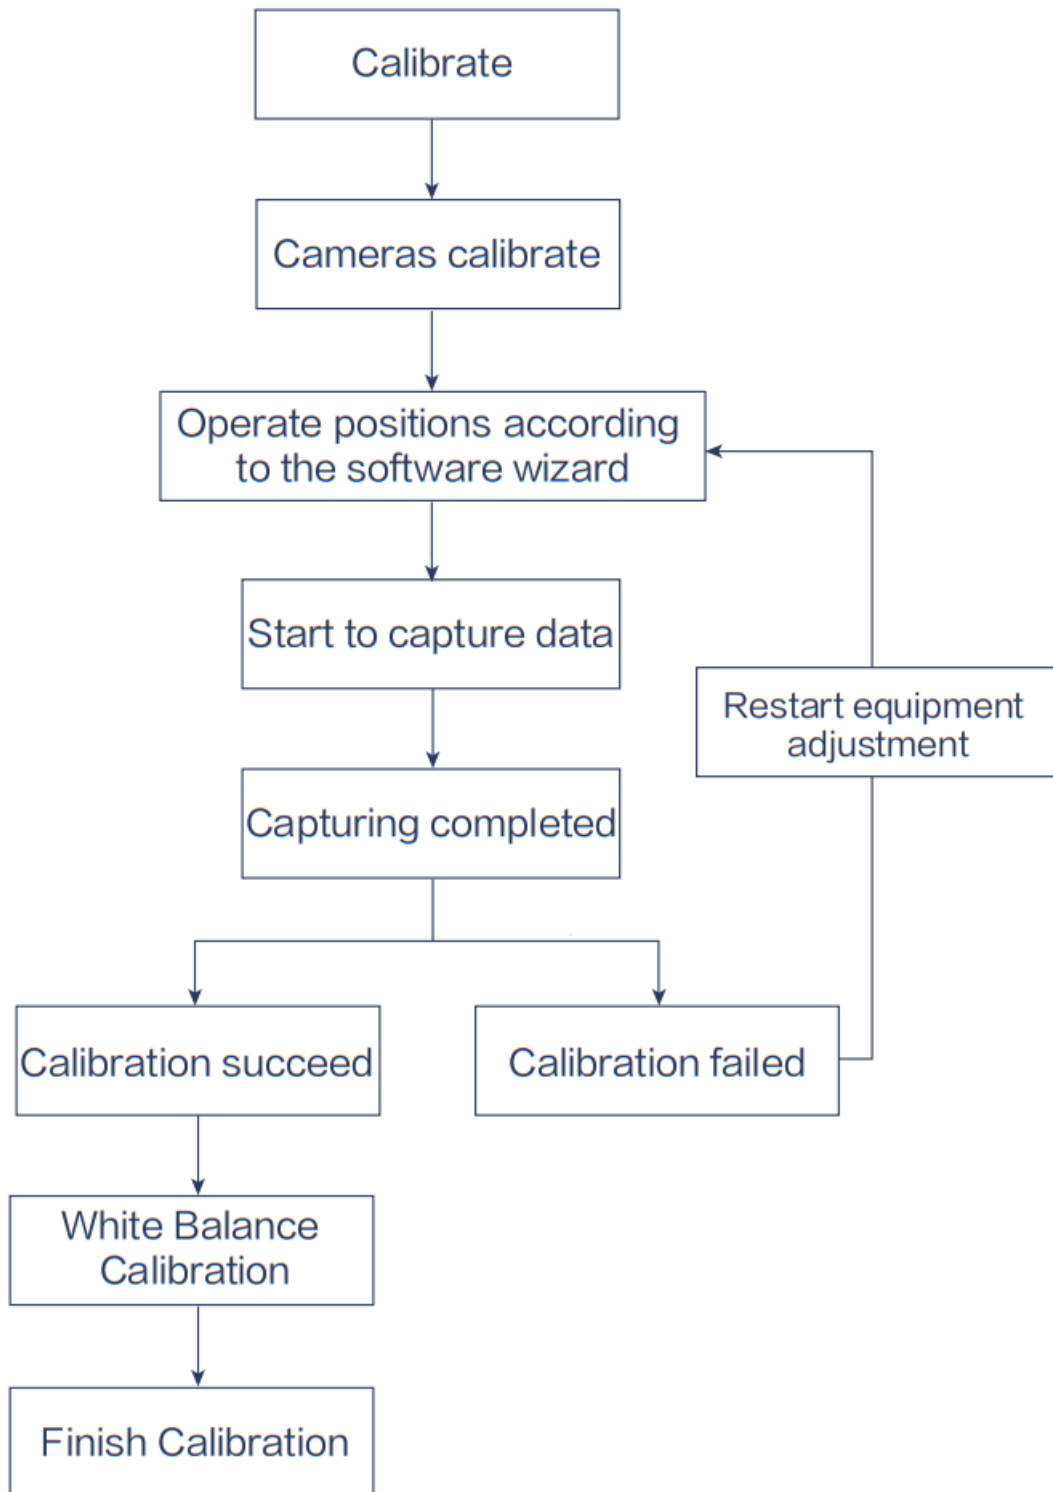 Calibrate
Cameras calibrate
Operate positions according
to the software wizard
Start to capture data
Restart equipment
adjustment
Capturing completed
Calibration succeed
Calibration failed
White Balance
Calibration
Finish Calibration